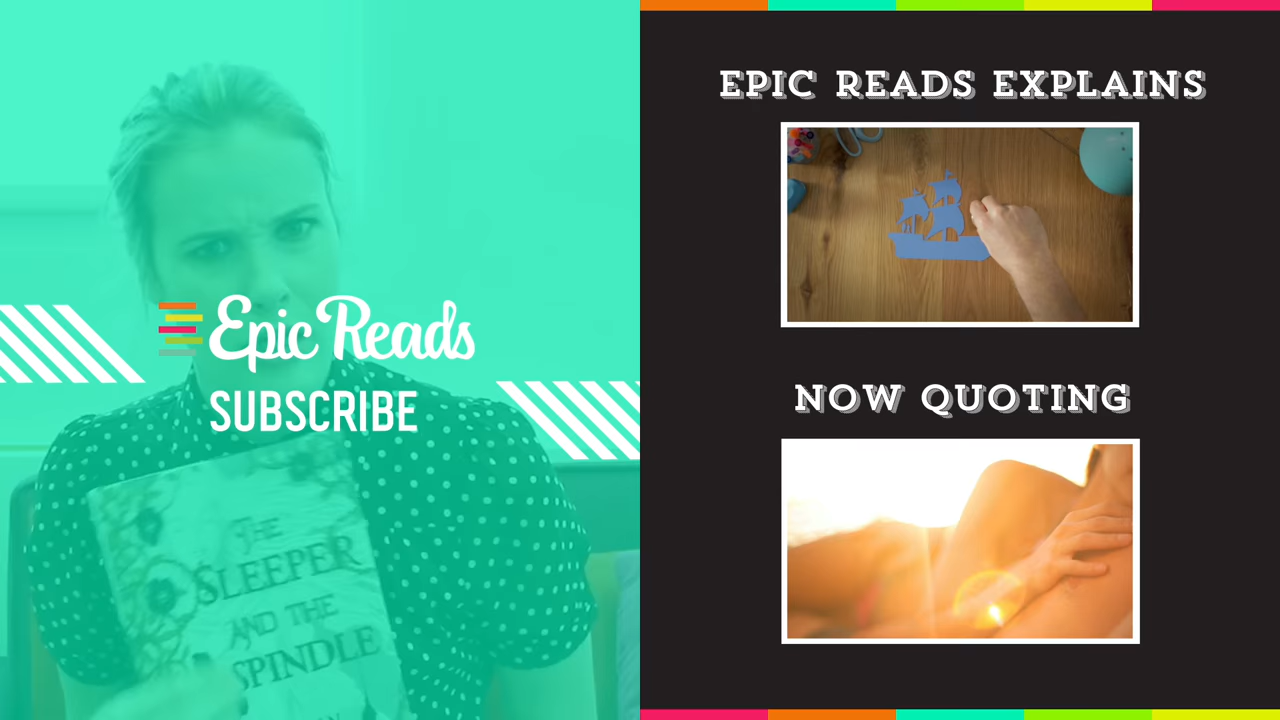 Epic Reads
SUBSCRIBE
THE
SLEEPER
AND THE
SPINDLE
EPIC READS EXPLAINS
NOW QUOTING